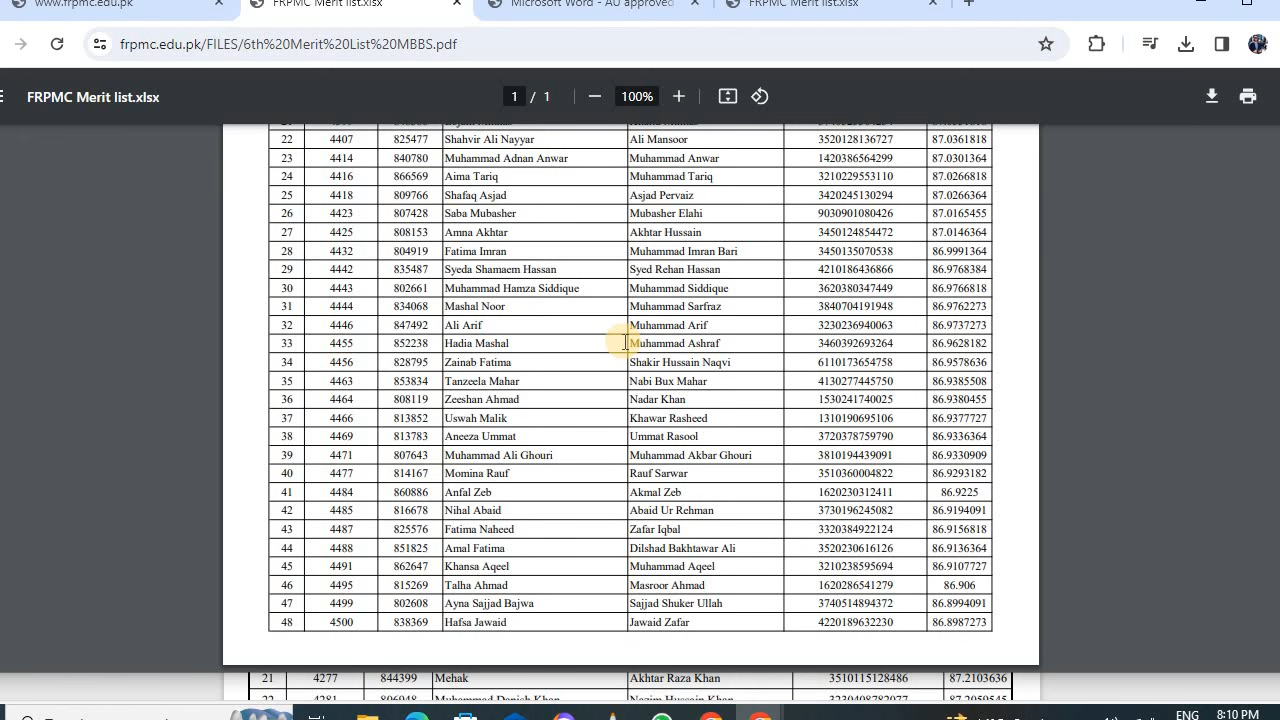 www.frpmc.edu.pk
FRPMC Merit list.xlsx
Microsoft Word - AU approved
FRPMC Merit list.xlsx
frpmc.edu.pk/FILES/6th%20Merit%20List%20MBBS.pdf
FRPMC Merit list.xlsx
1 / 1
100%
22 4407 825477 Shahvir Ali Nayyar Ali Mansoor 3520128136727 87.0361818
23 4414 840780 Muhammad Adnan Anwar Muhammad Anwar 1420386564299 87.0301364
24 4416 866569 Aima Tariq Muhammad Tariq 3210229553110 87.0266818
25 4418 809766 Shafaq Asjad Asjad Pervaiz 3420245130294 87.0266364
26 4423 807428 Saba Mubasher Mubasher Elahi 9030901080426 87.0165455
27 4425 808153 Amna Akhtar Akhtar Hussain 3450124854472 87.0146364
28 4432 804919 Fatima Imran Muhammad Imran Bari 3450135070538 86.9991364
29 4442 835487 Syeda Shamaem Hassan Syed Rehan Hassan 4210186436866 86.9768384
30 4443 802661 Muhammad Hamza Siddique Muhammad Siddique 3620380347449 86.9766818
31 4444 834068 Mashal Noor Muhammad Sarfraz 3840704191948 86.9762273
32 4446 847492 Ali Arif Muhammad Arif 3230236940063 86.9737273
33 4455 852238 Hadia Mashal Muhammad Ashraf 3460392693264 86.9628182
34 4456 828795 Zainab Fatima Shakir Hussain Naqvi 6110173654758 86.9578636
35 4463 853834 Tanzeela Mahar Nabi Bux Mahar 4130277445750 86.9385508
36 4464 808119 Zeeshan Ahmad Nadar Khan 1530241740025 86.9380455
37 4466 813852 Uswah Malik Khawar Rasheed 1310190695106 86.9377727
38 4469 813783 Aneeza Ummat Ummat Rasool 3720378759790 86.9336364
39 4471 807643 Muhammad Ali Ghouri Muhammad Akbar Ghouri 3810194439091 86.9330909
40 4477 814167 Momina Rauf Rauf Sarwar 3510360004822 86.9293182
41 4484 860886 Anfal Zeb Akmal Zeb 1620230312411 86.9225
42 4485 816678 Nihal Abaid Abaid Ur Rehman 3730196245082 86.9194091
43 4487 825576 Fatima Naheed Zafar Iqbal 3320384922124 86.9156818
44 4488 851825 Amal Fatima Dilshad Bakhtawar Ali 3520230616126 86.9136364
45 4491 862647 Khansa Aqeel Muhammad Aqeel 3210238595694 86.9107727
46 4495 815269 Talha Ahmad Masroor Ahmad 1620286541279 86.906
47 4499 802608 Ayna Sajjad Bajwa Sajjad Shuker Ullah 3740514894372 86.8994091
48 4500 838369 Hafsa Jawaid Jawaid Zafar 4220189632230 86.8987273
21 4277 844399 Mehak Akhtar Raza Khan 3510115128486 87.2103636
ENG
8:10 PM